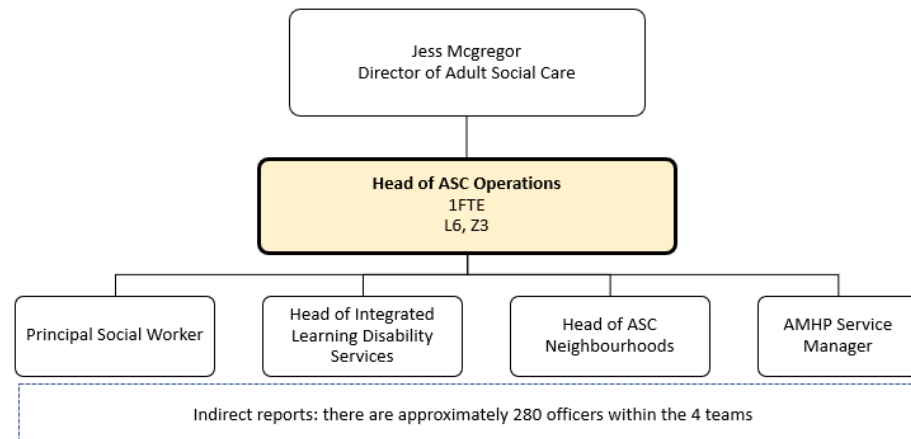 Jess Mcgregor
Director of Adult Social Care
Head of ASC Operations
1FTE
L6, Z3
Principal Social Worker
Head of Integrated
Learning Disability
Services
Head of ASC
Neighbourhoods
AMHP Service
Manager
Indirect reports: there are approximately 280 officers within the 4 teams